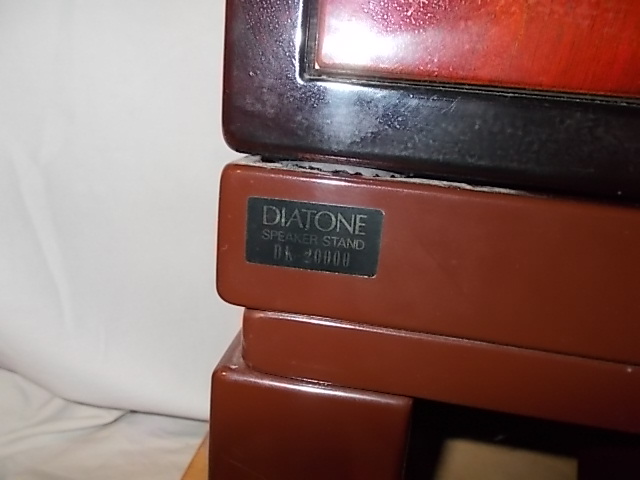 DIATONE
SPEAKER STAND
DK 20000